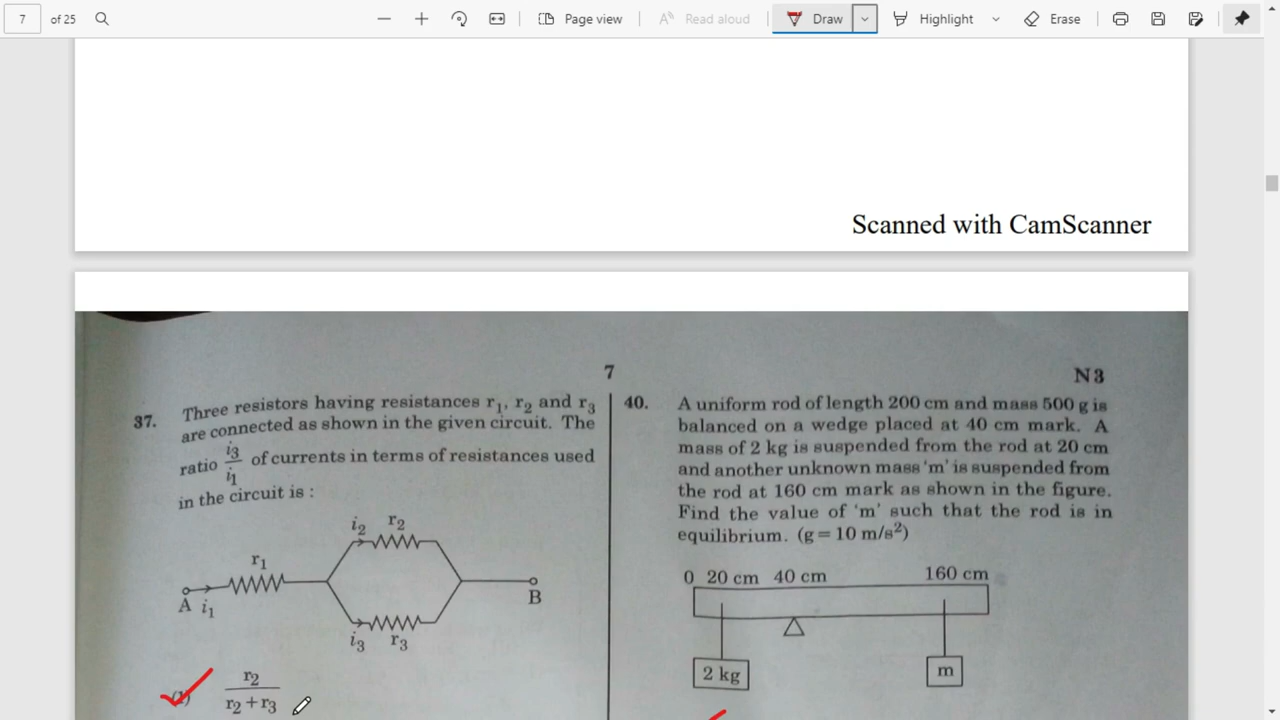 7 of 25 Page view Read aloud Draw Highlight Erase
Scanned with CamScanner
7
N3
37. Three resistors having resistances r₁, r₂ and r₃
are connected as shown in the given circuit. The
ratio i₃/i₁ of currents in terms of resistances used
in the circuit is :
i₂ r₂
r₁
A i₁
B
i₃ r₃
(1) r₂/(r₂+r₃)
40. A uniform rod of length 200 cm and mass 500 g is
balanced on a wedge placed at 40 cm mark. A
mass of 2 kg is suspended from the rod at 20 cm
and another unknown mass 'm' is suspended from
the rod at 160 cm mark as shown in the figure.
Find the value of 'm' such that the rod is in
equilibrium. (g = 10 m/s²)
0 20 cm 40 cm 160 cm
2 kg m